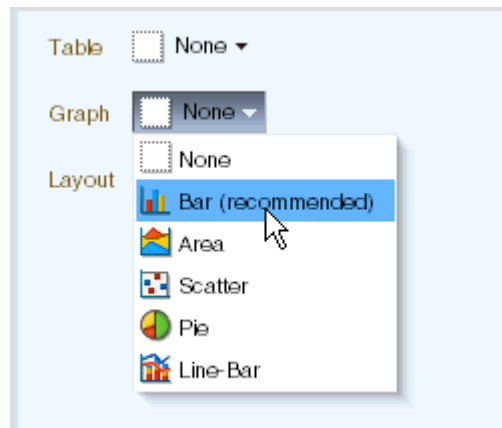 Table None
Graph None
None
Layout
Bar (recommended)
Area
Scatter
Pie
Line-Bar